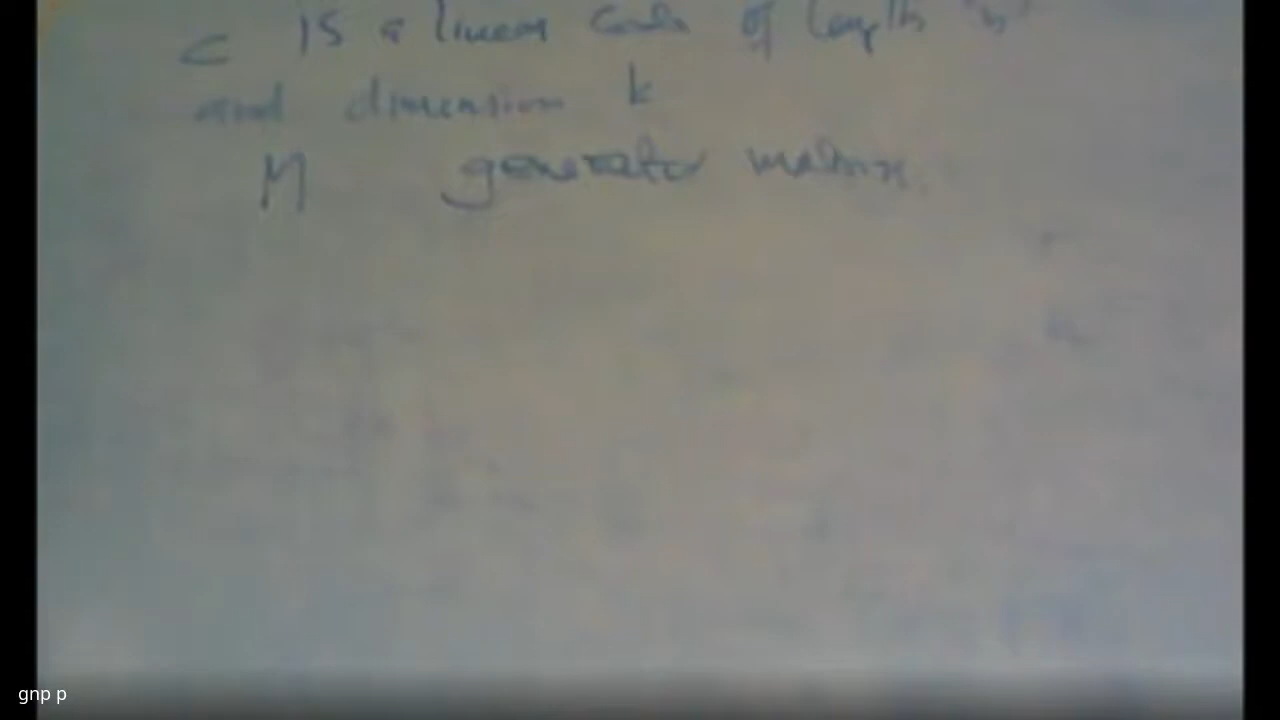 C is a linear code of length "n"
and dimension k
M generator matrix.
gnp p